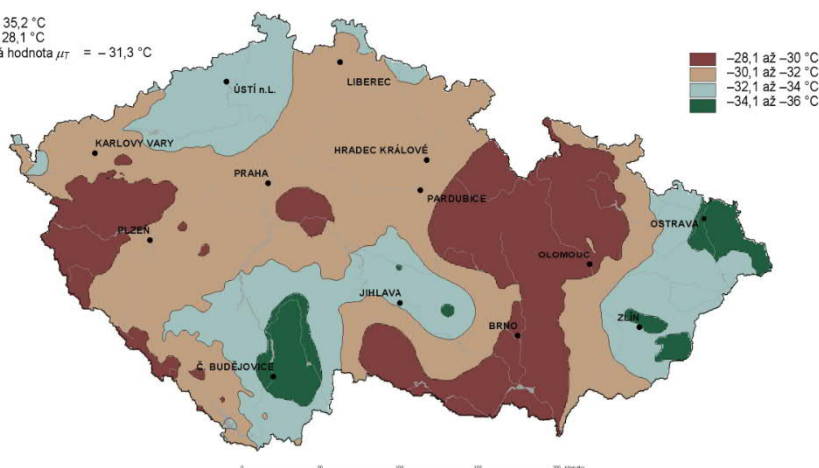 35,2 °C
28,1 °C
á hodnota μT = – 31,3 °C
–28,1 až –30 °C
–30,1 až –32 °C
–32,1 až –34 °C
–34,1 až –36 °C
ÚSTÍ n.L.
LIBEREC
KARLOVY VARY
HRADEC KRÁLOVÉ
PRAHA
PARDUBICE
PLZEŇ
OSTRAVA
OLOMOUC
JIHLAVA
ZLÍN
BRNO
Č. BUDĚJOVICE